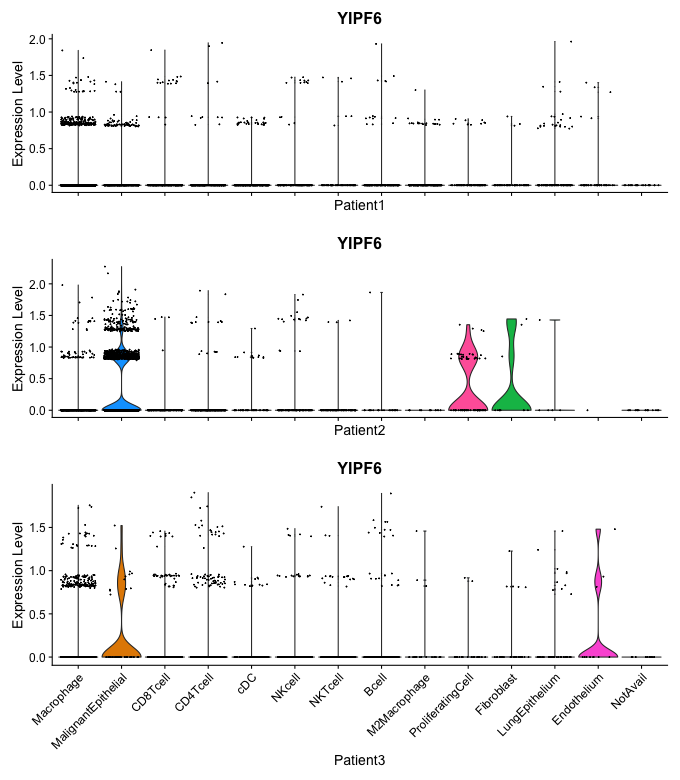 YIPF6
Expression Level
2.0
1.5
1.0
0.5
0.0
Patient1
YIPF6
Expression Level
2.0
1.5
1.0
0.5
0.0
Patient2
YIPF6
Expression Level
1.5
1.0
0.5
0.0
Macrophage
MalignantEpithelial
CD8Tcell
CD4Tcell
cDC
NKcell
NKTcell
Bcell
M2Macrophage
ProliferatingCell
Fibroblast
LungEpithelium
Endothelium
NotAvail
Patient3